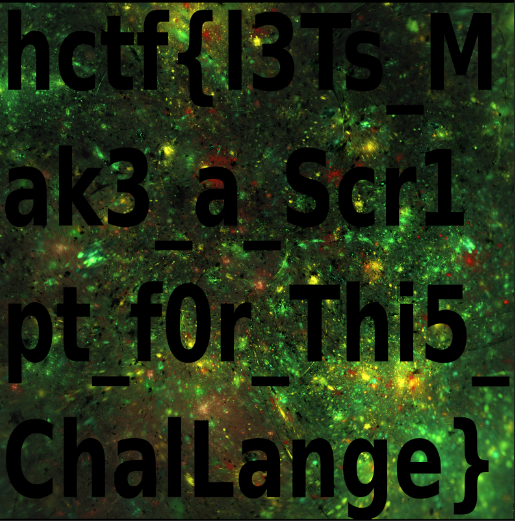 hctf{l3Ts_M
ak3_a_Scr1
pt_f0r_Thi5_
ChalLange}